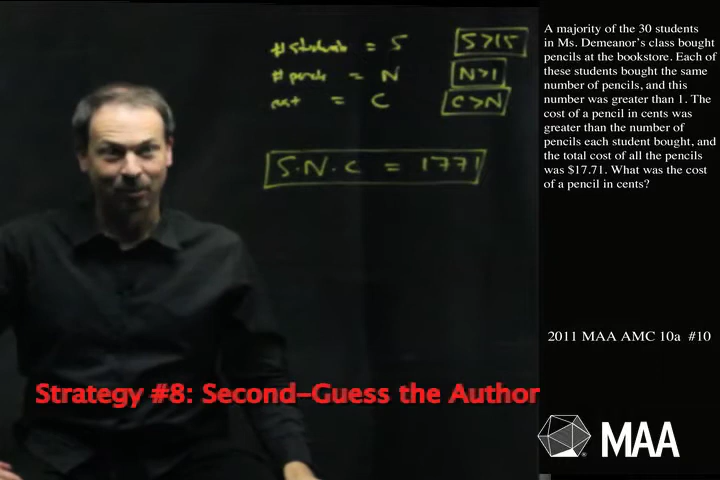 # students = S S>15
# pencils = N N>1
cost = C C>N
S·N·C = 1771
A majority of the 30 students
in Ms. Demeanor's class bought
pencils at the bookstore. Each of
these students bought the same
number of pencils, and this
number was greater than 1. The
cost of a pencil in cents was
greater than the number of
pencils each student bought, and
the total cost of all the pencils
was $17.71. What was the cost
of a pencil in cents?
2011 MAA AMC 10a #10
Strategy #8: Second-Guess the Author
MAA